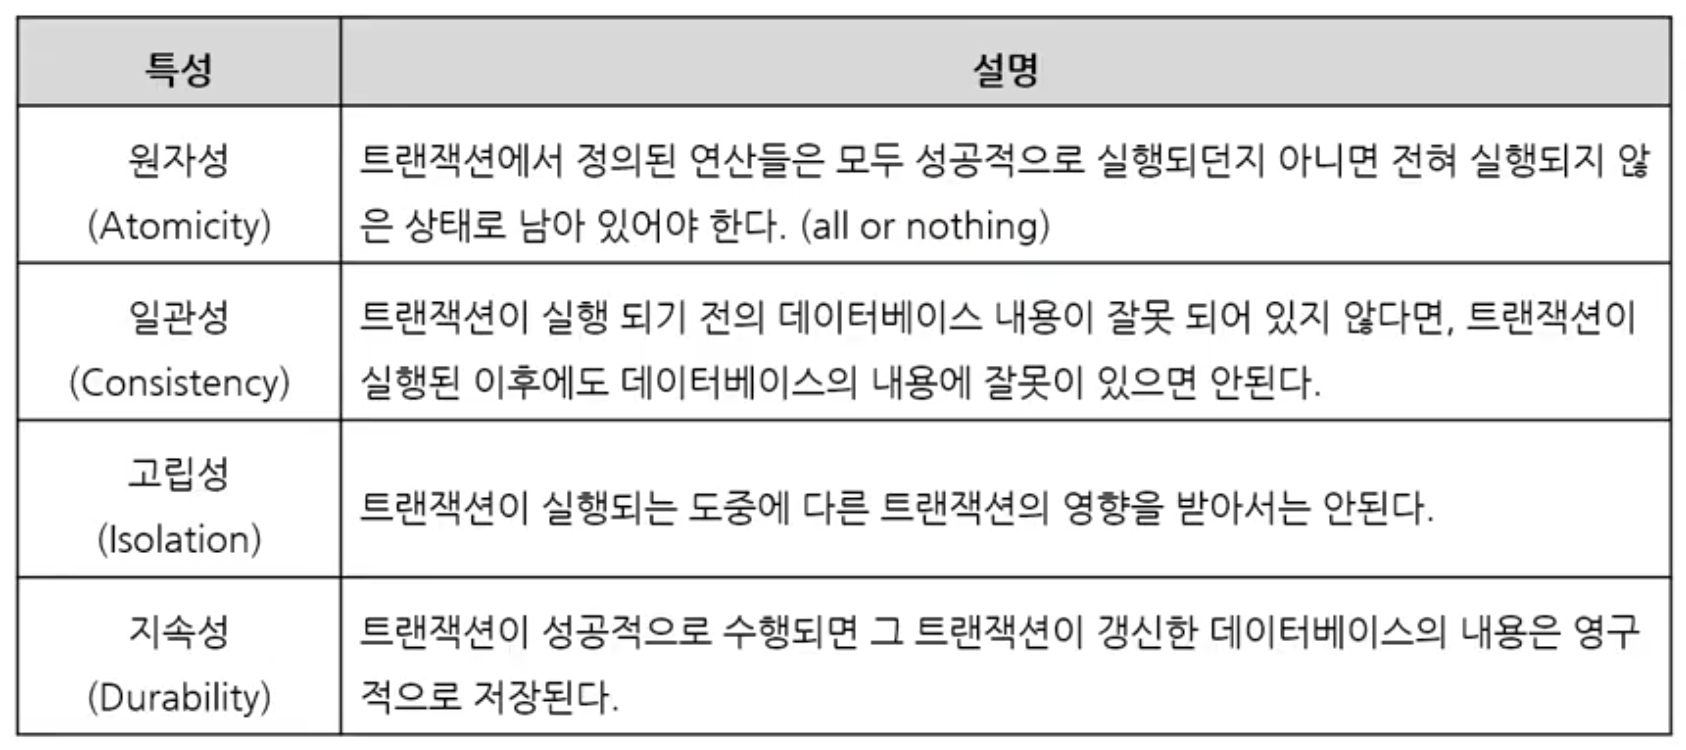 특성
설명
원자성
(Atomicity)
트랜잭션에서 정의된 연산들은 모두 성공적으로 실행되던지 아니면 전혀 실행되지 않
은 상태로 남아 있어야 한다. (all or nothing)
일관성
(Consistency)
트랜잭션이 실행 되기 전의 데이터베이스 내용이 잘못 되어 있지 않다면, 트랜잭션이
실행된 이후에도 데이터베이스의 내용에 잘못이 있으면 안된다.
고립성
(Isolation)
트랜잭션이 실행되는 도중에 다른 트랜잭션의 영향을 받아서는 안된다.
지속성
(Durability)
트랜잭션이 성공적으로 수행되면 그 트랜잭션이 갱신한 데이터베이스의 내용은 영구
적으로 저장된다.